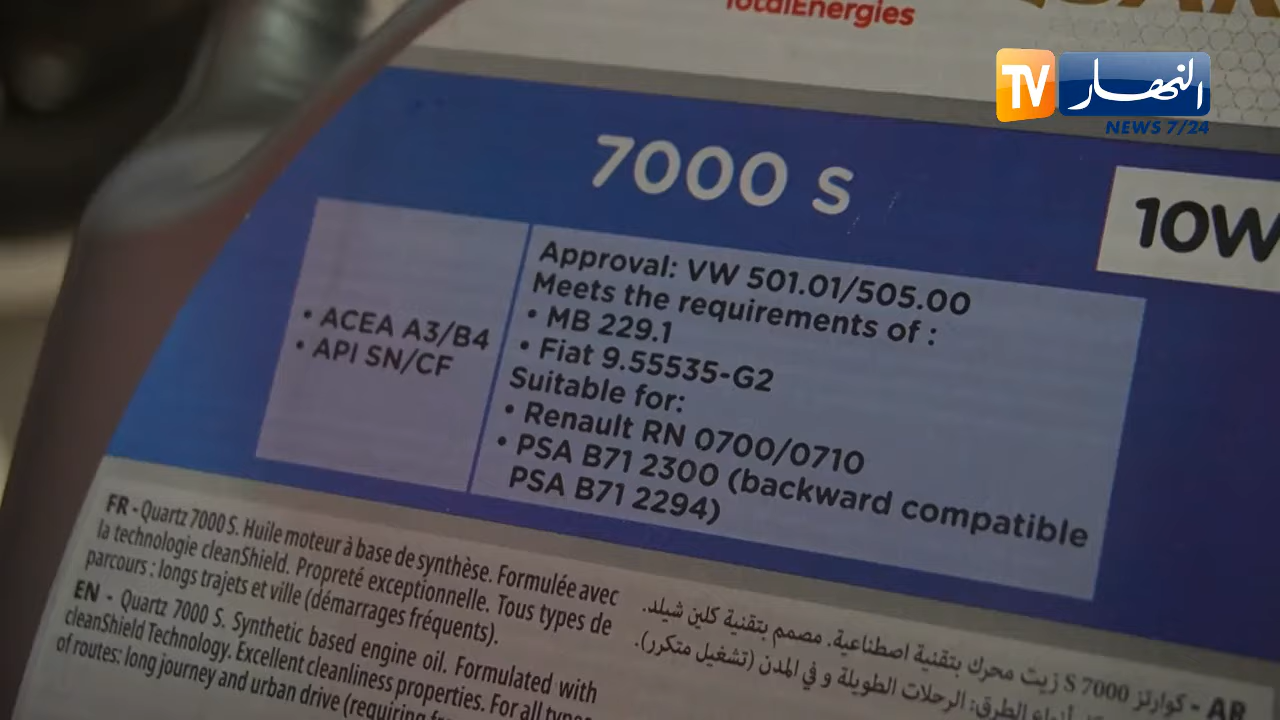 TotalEnergies
TV النهار
NEWS 7/24
7000 S
10W
• ACEA A3/B4
• API SN/CF
Approval: VW 501.01/505.00
Meets the requirements of :
• MB 229.1
• Fiat 9.55535-G2
Suitable for:
• Renault RN 0700/0710
• PSA B71 2300 (backward compatible
PSA B71 2294)
FR - Quartz 7000 S. Huile moteur à base de synthèse. Formulée avec
la technologie cleanShield. Propreté exceptionnelle. Tous types de
parcours : longs trajets et ville (démarrages fréquents).
EN - Quartz 7000 S. Synthetic based engine oil. Formulated with
cleanShield Technology. Excellent cleanliness properties. For all types
of routes: long journey and urban drive (requiring
AR - كوارتز 7000 S زيت محرك بتقنية اصطناعية. مصمم بتقنية كلين شيلد.
أنواع الطرق: الرحلات الطويلة و في المدن (تشغيل متكرر).